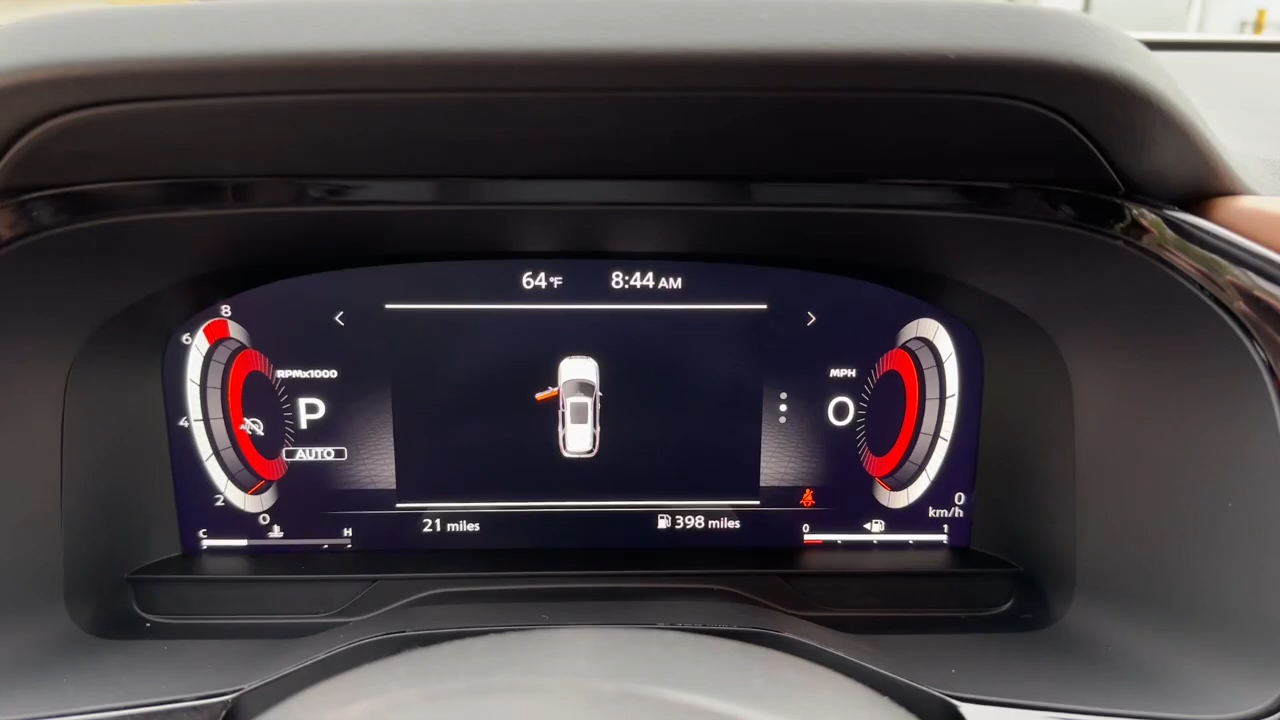 64°F 8:44 AM
8
6
RPMx1000
MPH
P
0
4
AUTO
2
0
0
km/h
21 miles
398 miles
C H
0 1